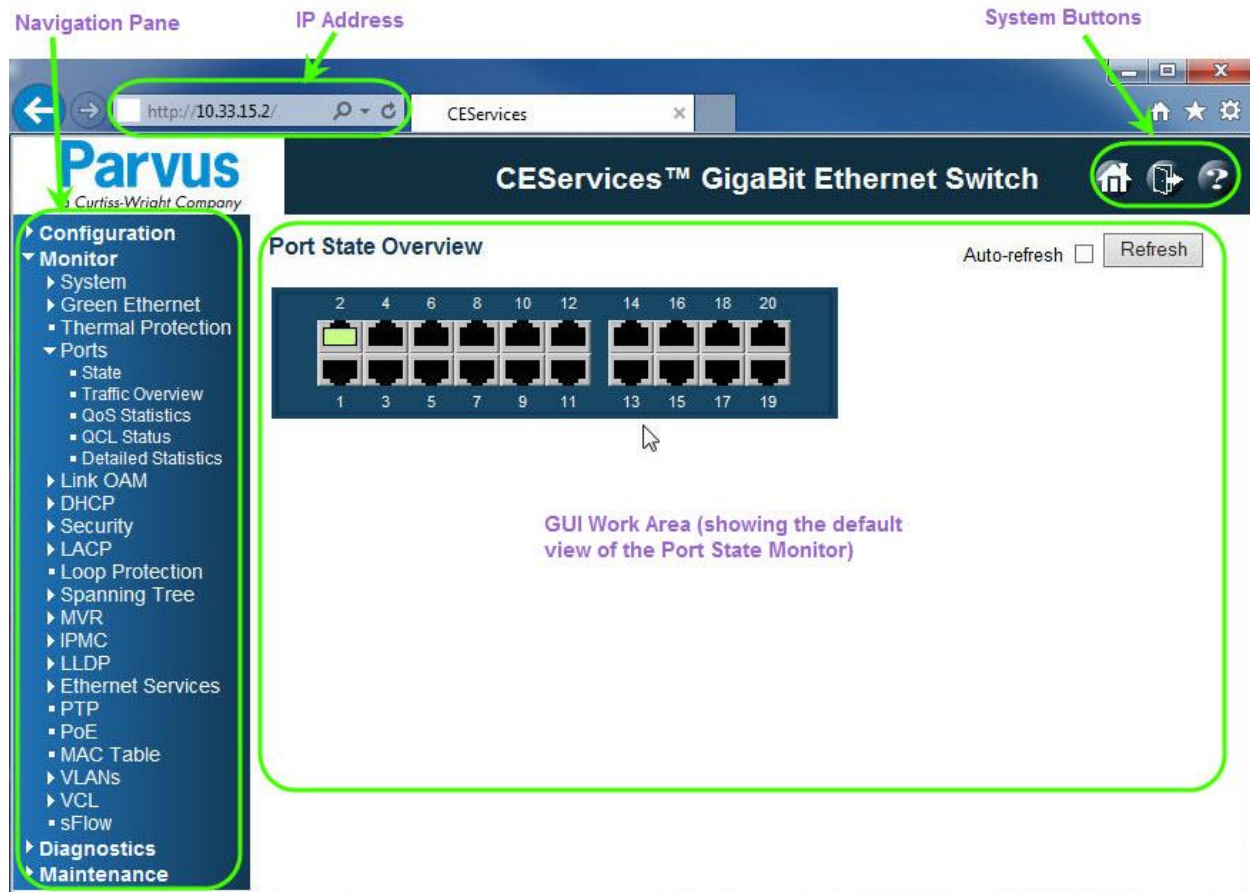 Navigation Pane
IP Address
System Buttons
http://10.33.15.2/
CEServices
Parvus
a Curtiss-Wright Company
CEServices™ GigaBit Ethernet Switch
Configuration
Monitor
System
Green Ethernet
Thermal Protection
Ports
State
Traffic Overview
QoS Statistics
QCL Status
Detailed Statistics
Link OAM
DHCP
Security
LACP
Loop Protection
Spanning Tree
MVR
IPMC
LLDP
Ethernet Services
PTP
PoE
MAC Table
VLANs
VCL
sFlow
Diagnostics
Maintenance
Port State Overview
Auto-refresh
Refresh
2 4 6 8 10 12 14 16 18 20
1 3 5 7 9 11 13 15 17 19
GUI Work Area (showing the default
view of the Port State Monitor)